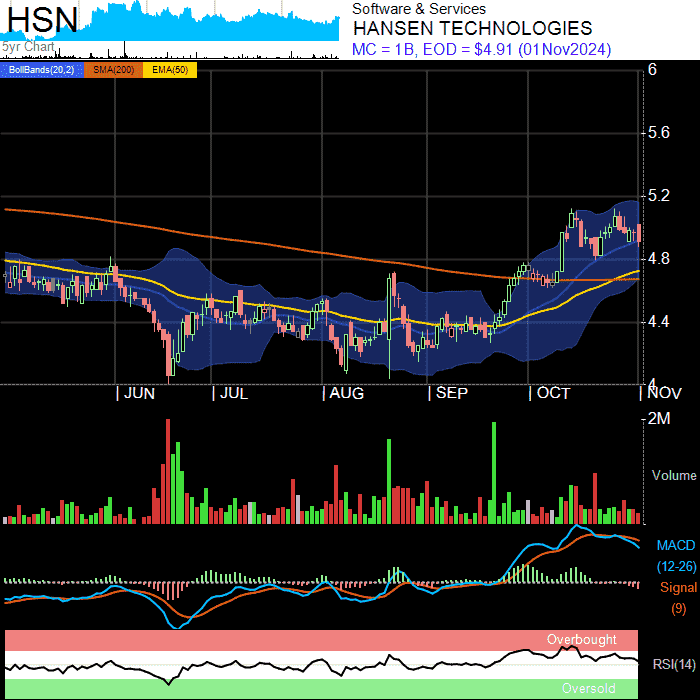 HSN
5yr Chart
Software & Services
HANSEN TECHNOLOGIES
MC = 1B, EOD = $4.91 (01Nov2024)
BollBands(20,2) SMA(200) EMA(50)
6
5.6
5.2
4.8
4.4
4
JUN JUL AUG SEP OCT NOV
2M
Volume
MACD
(12-26)
Signal
(9)
Overbought
RSI(14)
Oversold